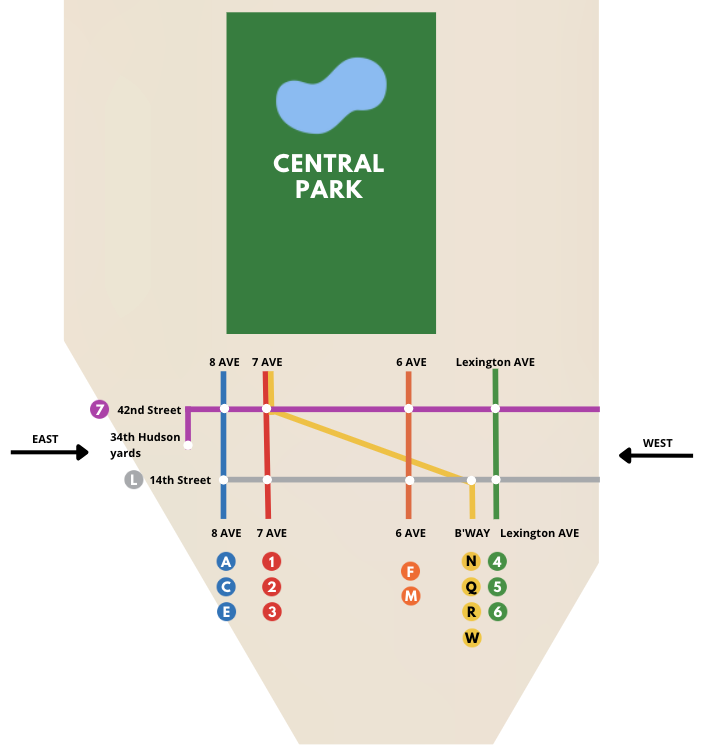 CENTRAL
PARK
8 AVE 7 AVE 6 AVE Lexington AVE
7 42nd Street
34th Hudson
yards
EAST
WEST
L 14th Street
8 AVE 7 AVE 6 AVE B'WAY Lexington AVE
A 1 F N 4
C 2 M Q 5
E 3 R 6
W